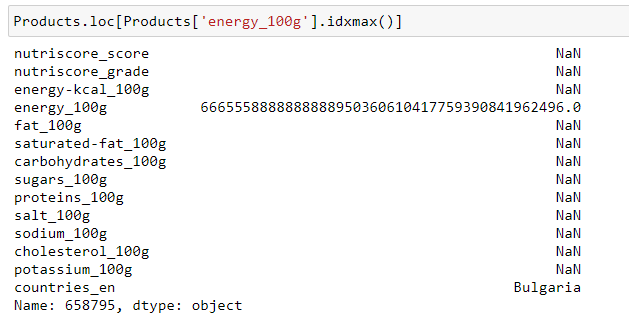 Products.loc[Products['energy_100g'].idxmax()]
nutriscore_score NaN
nutriscore_grade NaN
energy-kcal_100g NaN
energy_100g 666555888888888895036061041775939084​1962496.0
fat_100g NaN
saturated-fat_100g NaN
carbohydrates_100g NaN
sugars_100g NaN
proteins_100g NaN
salt_100g NaN
sodium_100g NaN
cholesterol_100g NaN
potassium_100g NaN
countries_en Bulgaria
Name: 658795, dtype: object